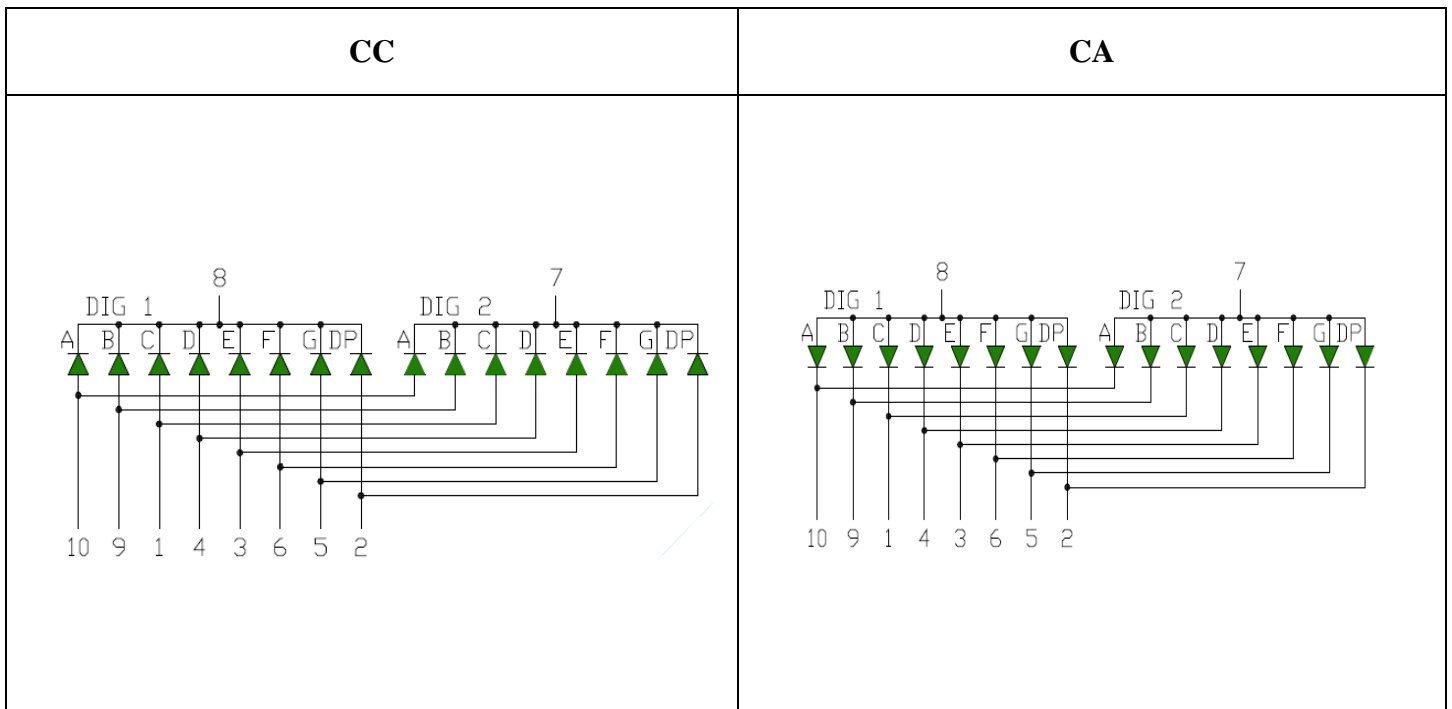 CC
CA
8
7
DIG 1
DIG 2
A B C D E F G DP
A B C D E F G DP
10 9 1 4 3 6 5 2
8
7
DIG 1
DIG 2
A B C D E F G DP
A B C D E F G DP
10 9 1 4 3 6 5 2